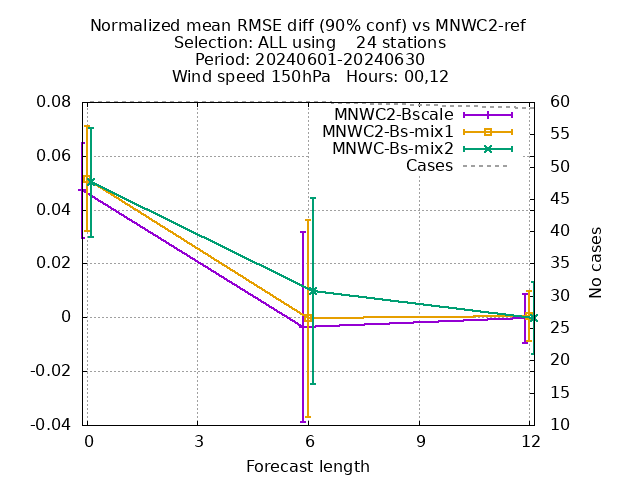 Normalized mean RMSE diff (90% conf) vs MNWC2-ref
Selection: ALL using    24 stations
Period: 20240601-20240630
Wind speed 150hPa   Hours: 00,12
MNWC2-Bscale
MNWC2-Bs-mix1
MNWC-Bs-mix2
Cases
0.08
0.06
0.04
0.02
0
-0.02
-0.04
60
55
50
45
40
35
30
25
20
15
10
No cases
0 3 6 9 12
Forecast length